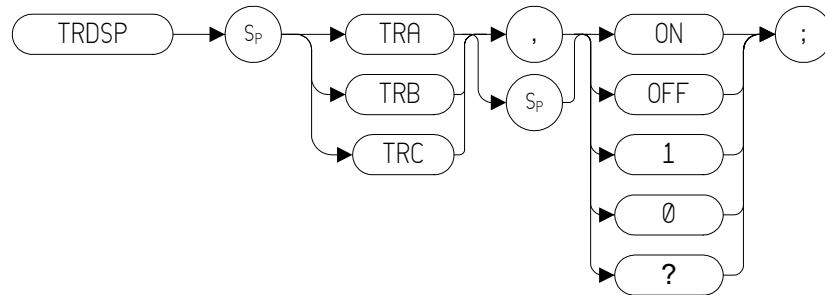 TRDSP SP TRA , ON ;
TRB SP OFF
TRC 1
0
?